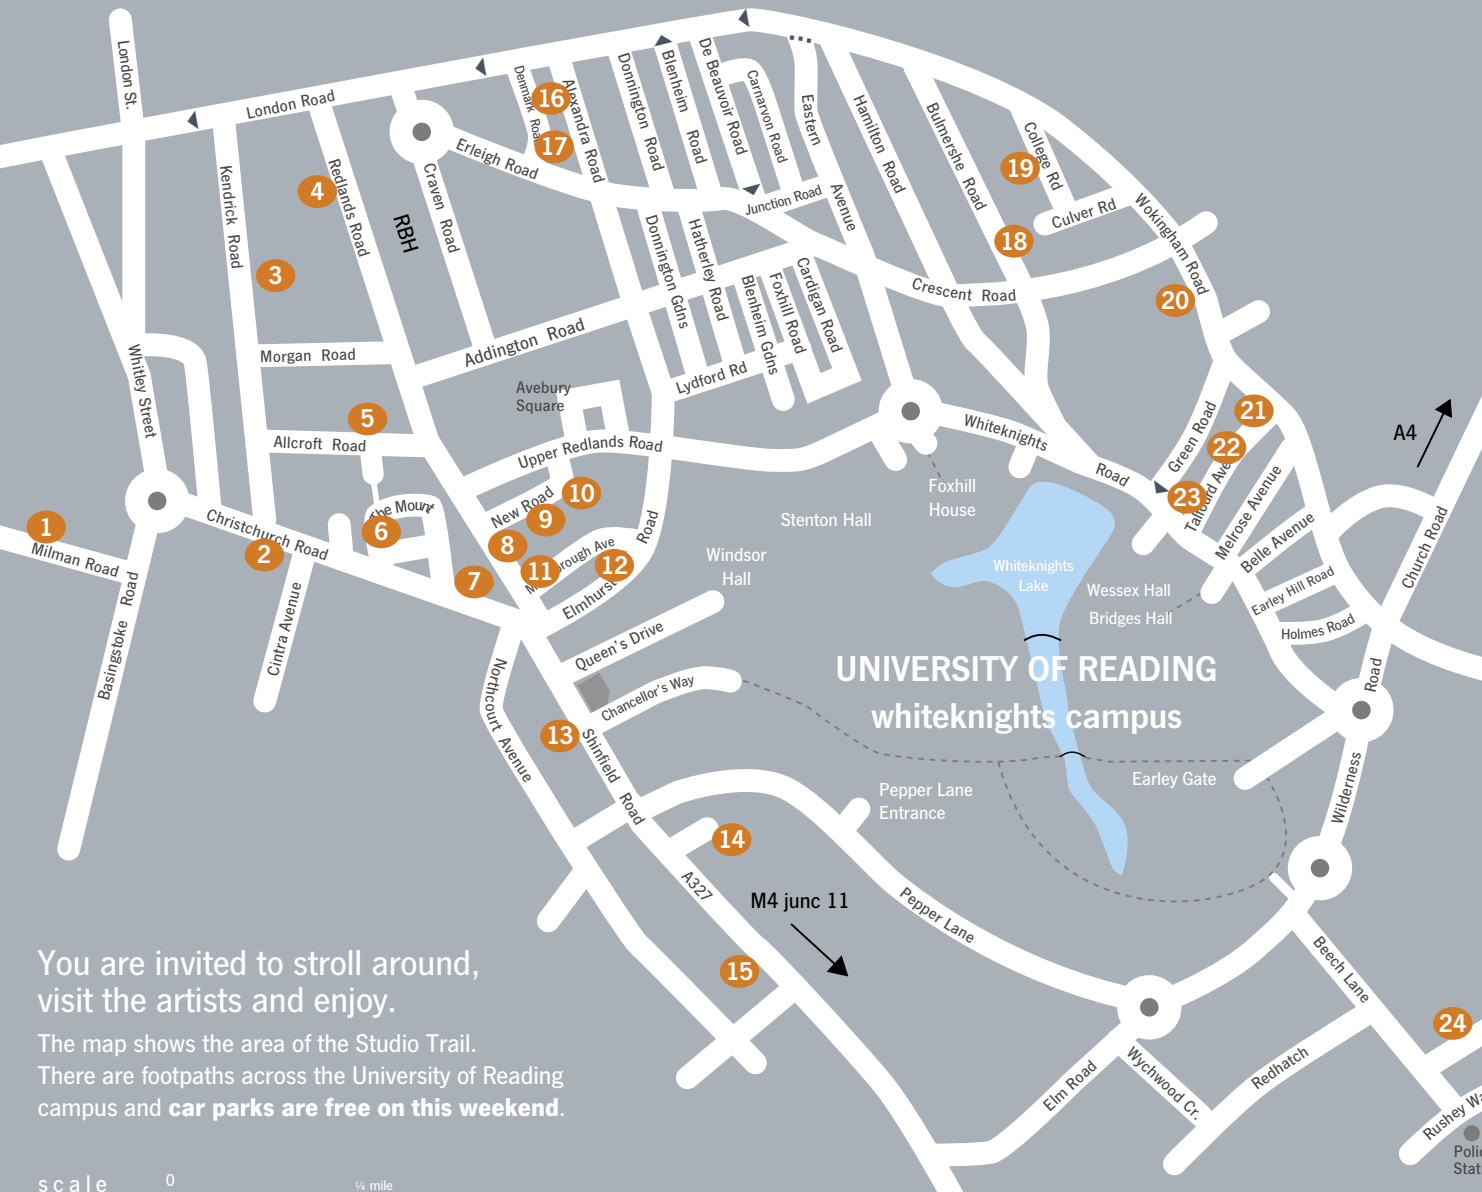 London St.
London Road
Denmark Road
16
Alexandra Road
17
Donnington Road
Blenheim Road
De Beauvoir Road
Carnarvon Road
Eastern
Avenue
Hamilton Road
Bulmershe Road
College Rd
19
Culver Rd
18
Wokingham Road
20
Erleigh Road
Junction Road
Kendrick Road
4
Redlands Road
RBH
Craven Road
3
Donnington Gdns
Hatherley Road
Blenheim Gdns
Foxhill Road
Cardigan Road
Crescent Road
Whitley Street
Morgan Road
Addington Road
Lydford Rd
Avebury
Square
5
Allcroft Road
Upper Redlands Road
Whiteknights
Road
Green Road
21
22
23
Melrose Avenue
Belle Avenue
A4
Church Road
1
Milman Road
Christchurch Road
2
The Mount
6
7
New Road
10
9
8
11
12
Elmhurst
Road
Foxhill
House
Stenton Hall
Windsor
Hall
Whiteknights
Lake
Wessex Hall
Bridges Hall
Earley Hill Road
Holmes Road
Basingstoke Road
Cintra Avenue
Queen's Drive
Chancellor's Way
UNIVERSITY OF READING
whiteknights campus
Road
Northcourt Avenue
13
Shinfield Road
Pepper Lane
Entrance
Earley Gate
Wilderness
14
A327
M4 junc 11
Pepper Lane
15
Beech Lane
24
You are invited to stroll around,
visit the artists and enjoy.
The map shows the area of the Studio Trail.
There are footpaths across the University of Reading
campus and car parks are free on this weekend.
Elm Road
Wychwood Cr.
Redhatch
Rushey
scale 0 ¼ mile